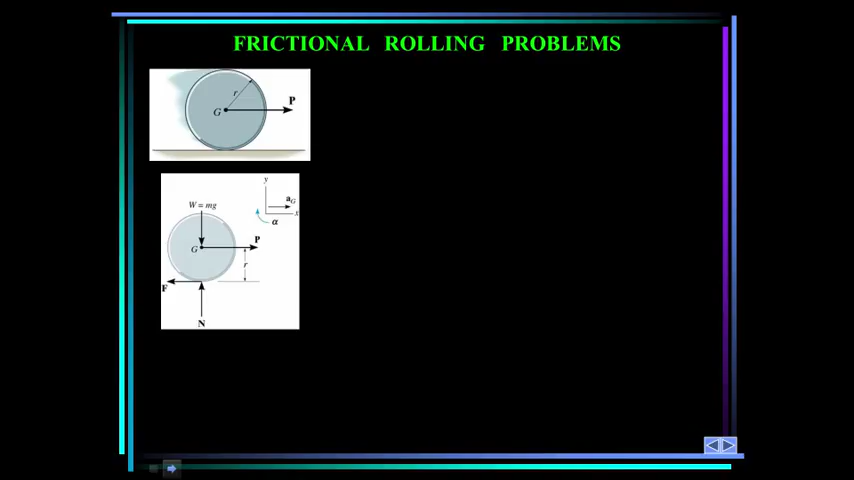 FRICTIONAL ROLLING PROBLEMS
r
P
G
y
a_G
x
α
W = mg
P
G
r
F
N